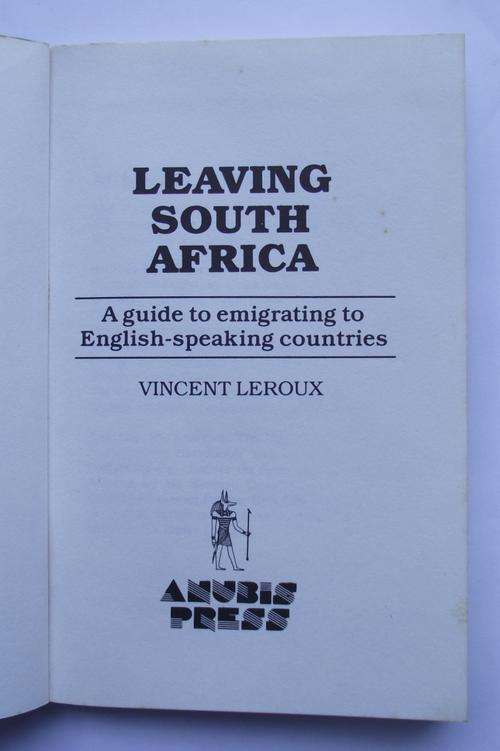 LEAVING
SOUTH
AFRICA
A guide to emigrating to
English-speaking countries
VINCENT LEROUX
ANUBIS
PRESS